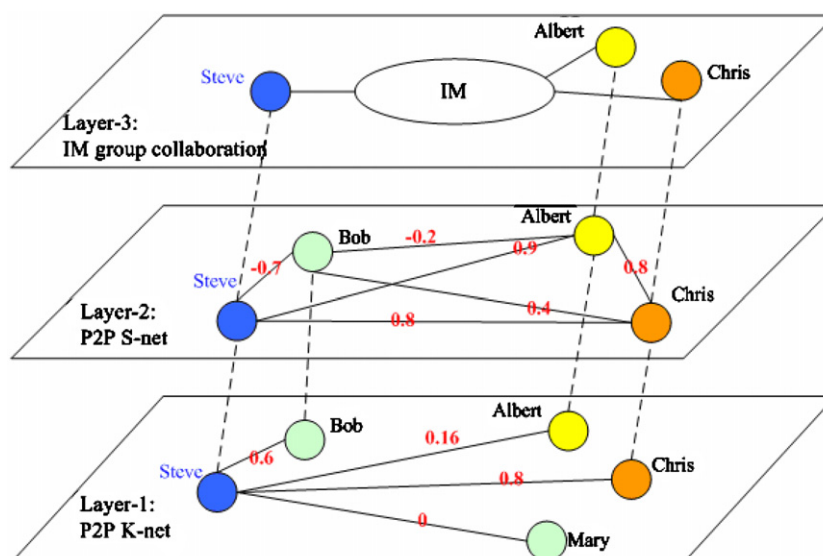 Albert
Steve
Chris
IM
Layer-3:
IM group collaboration
Albert
Bob
-0.2
0.9
-0.7
0.8
Steve
Chris
0.4
0.8
Layer-2:
P2P S-net
Albert
Bob
0.16
0.6
Steve
Chris
0.8
0
Layer-1:
P2P K-net
Mary